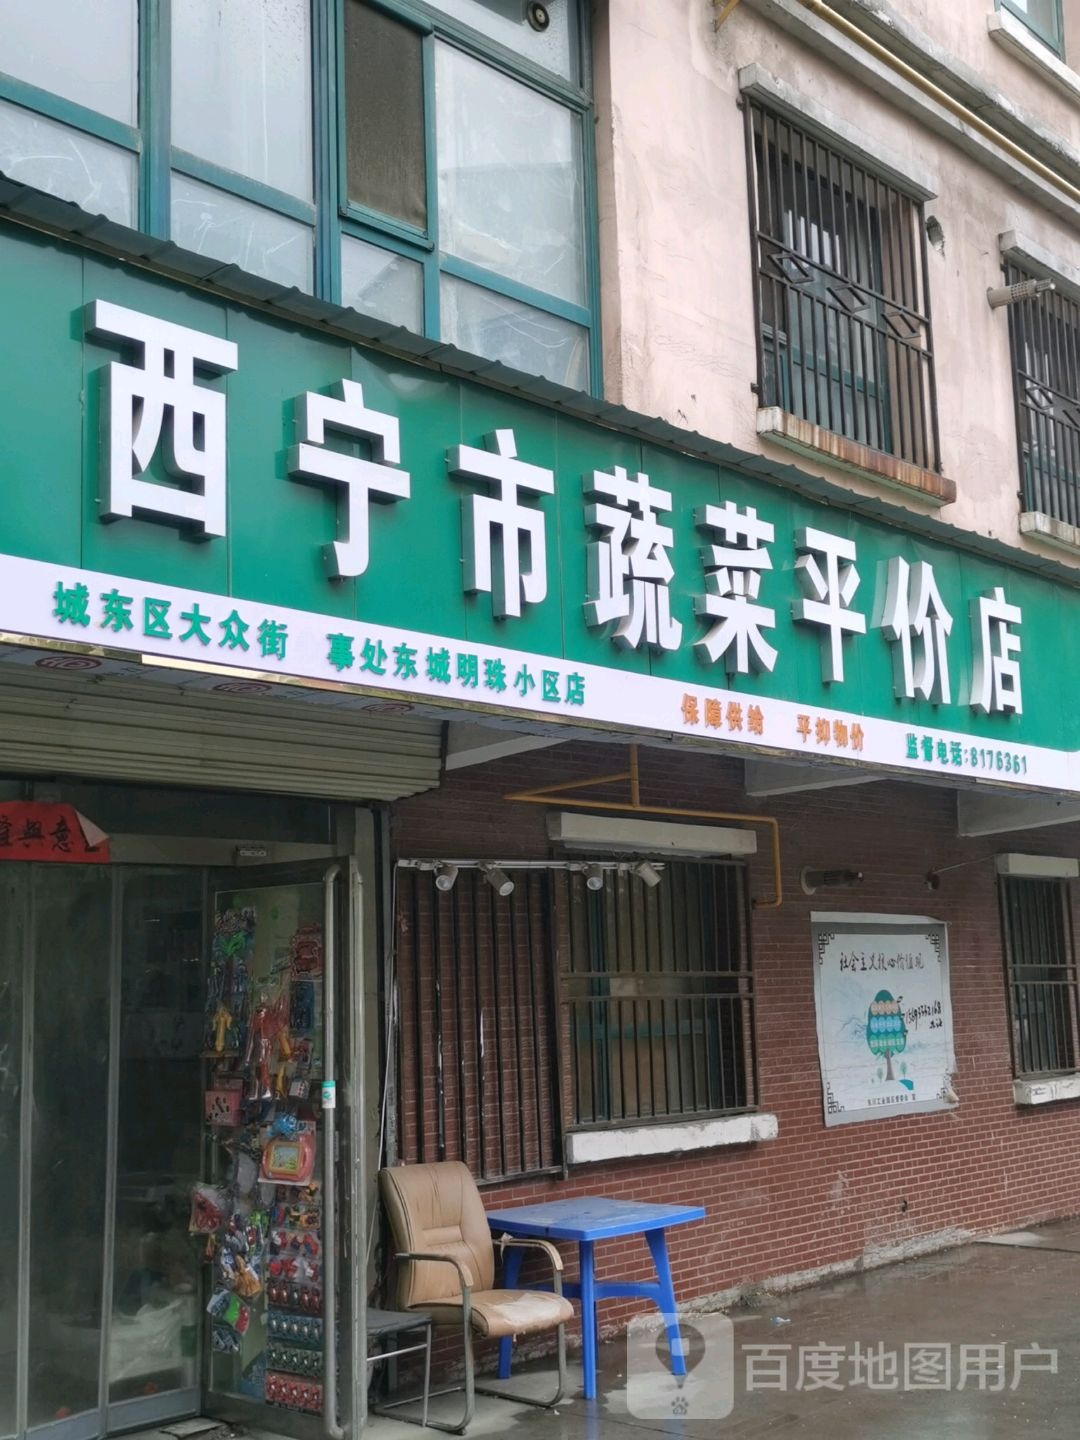 西宁市蔬菜平价店
城东区大众街 事处东城明珠小区店 保障供给 平抑物价 监督电话:8176361
意興
社会主义核心价值观
百度地图用户